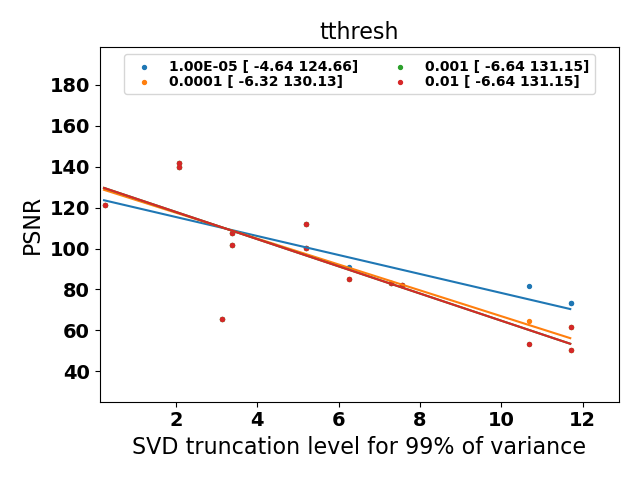 tthresh
1.00E-05 [ -4.64 124.66]
0.0001 [ -6.32 130.13]
0.001 [ -6.64 131.15]
0.01 [ -6.64 131.15]
180
160
140
120
100
80
60
40
PSNR
2 4 6 8 10 12
SVD truncation level for 99% of variance